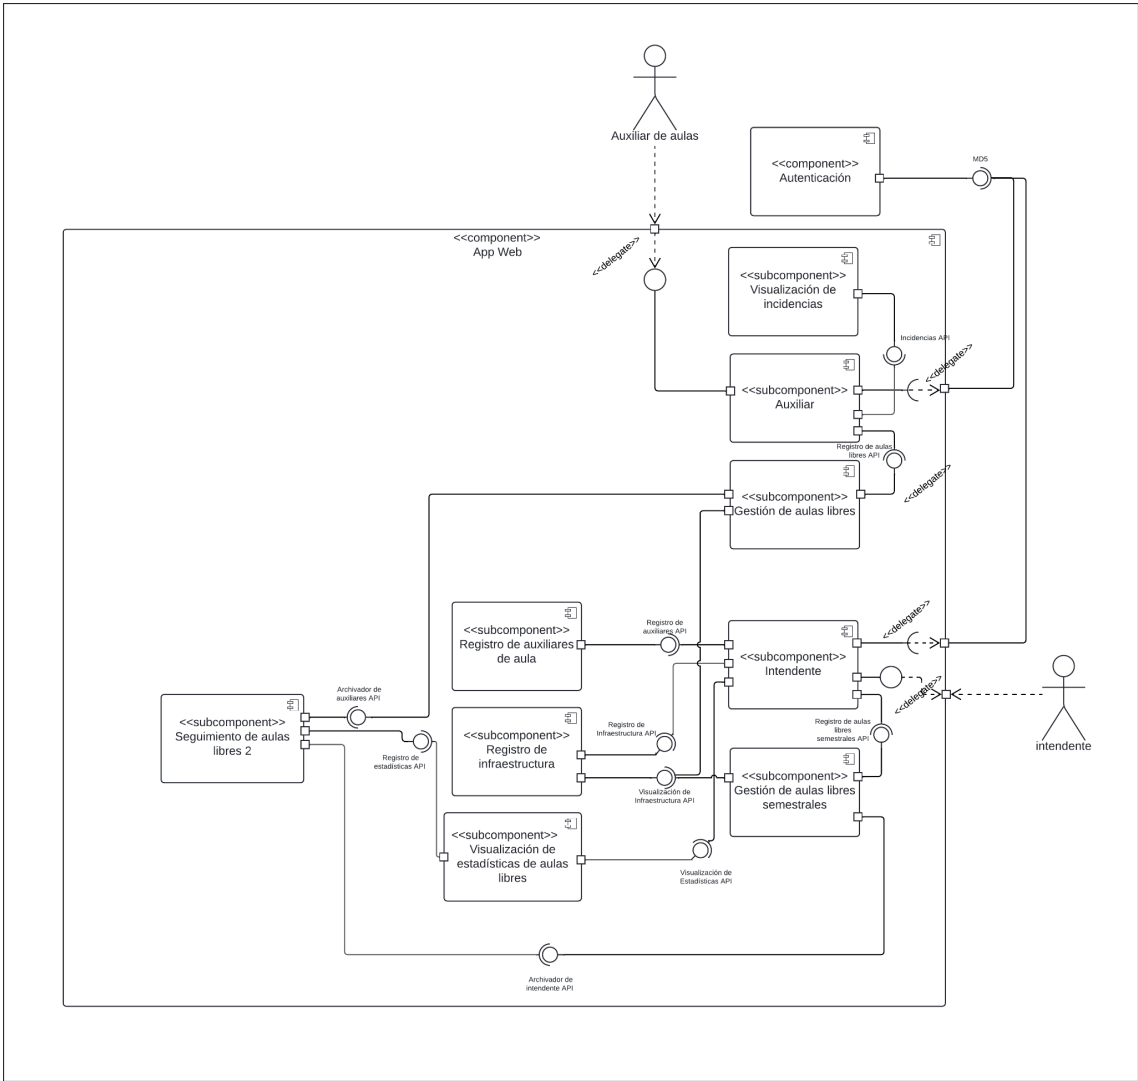 Auxiliar de aulas
<<component>>
Autenticación
MD5
<<component>>
App Web
<<delegate>>
<<subcomponent>>
Visualización de
incidencias
Incidencias API
<<delegate>>
<<subcomponent>>
Auxiliar
Registro de aulas
libres API
<<delegate>>
<<subcomponent>>
Gestión de aulas libres
<<subcomponent>>
Registro de auxiliares
de aula
Registro de
auxiliares API
<<delegate>>
<<subcomponent>>
Intendente
<<delegate>>
intendente
Archivador de
auxiliares API
<<subcomponent>>
Seguimiento de aulas
libres 2
Registro de
estadísticas API
<<subcomponent>>
Registro de
infraestructura
Registro de
Infraestructura API
Registro de aulas
libres
semestrales API
Visualización de
Infraestructura API
<<subcomponent>>
Gestión de aulas libres
semestrales
<<subcomponent>>
Visualización de
estadísticas de aulas
libres
Visualización de
Estadísticas API
Archivador de
intendente API